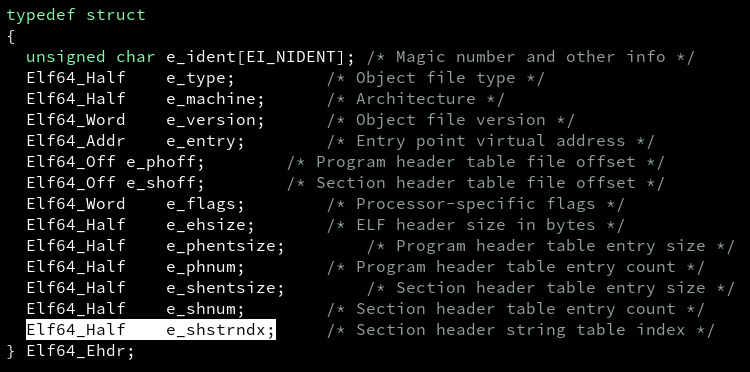 typedef struct
{
  unsigned char e_ident[EI_NIDENT]; /* Magic number and other info */
  Elf64_Half    e_type;         /* Object file type */
  Elf64_Half    e_machine;      /* Architecture */
  Elf64_Word    e_version;      /* Object file version */
  Elf64_Addr    e_entry;        /* Entry point virtual address */
  Elf64_Off e_phoff;        /* Program header table file offset */
  Elf64_Off e_shoff;        /* Section header table file offset */
  Elf64_Word    e_flags;        /* Processor-specific flags */
  Elf64_Half    e_ehsize;       /* ELF header size in bytes */
  Elf64_Half    e_phentsize;        /* Program header table entry size */
  Elf64_Half    e_phnum;        /* Program header table entry count */
  Elf64_Half    e_shentsize;        /* Section header table entry size */
  Elf64_Half    e_shnum;        /* Section header table entry count */
  Elf64_Half    e_shstrndx;     /* Section header string table index */
} Elf64_Ehdr;